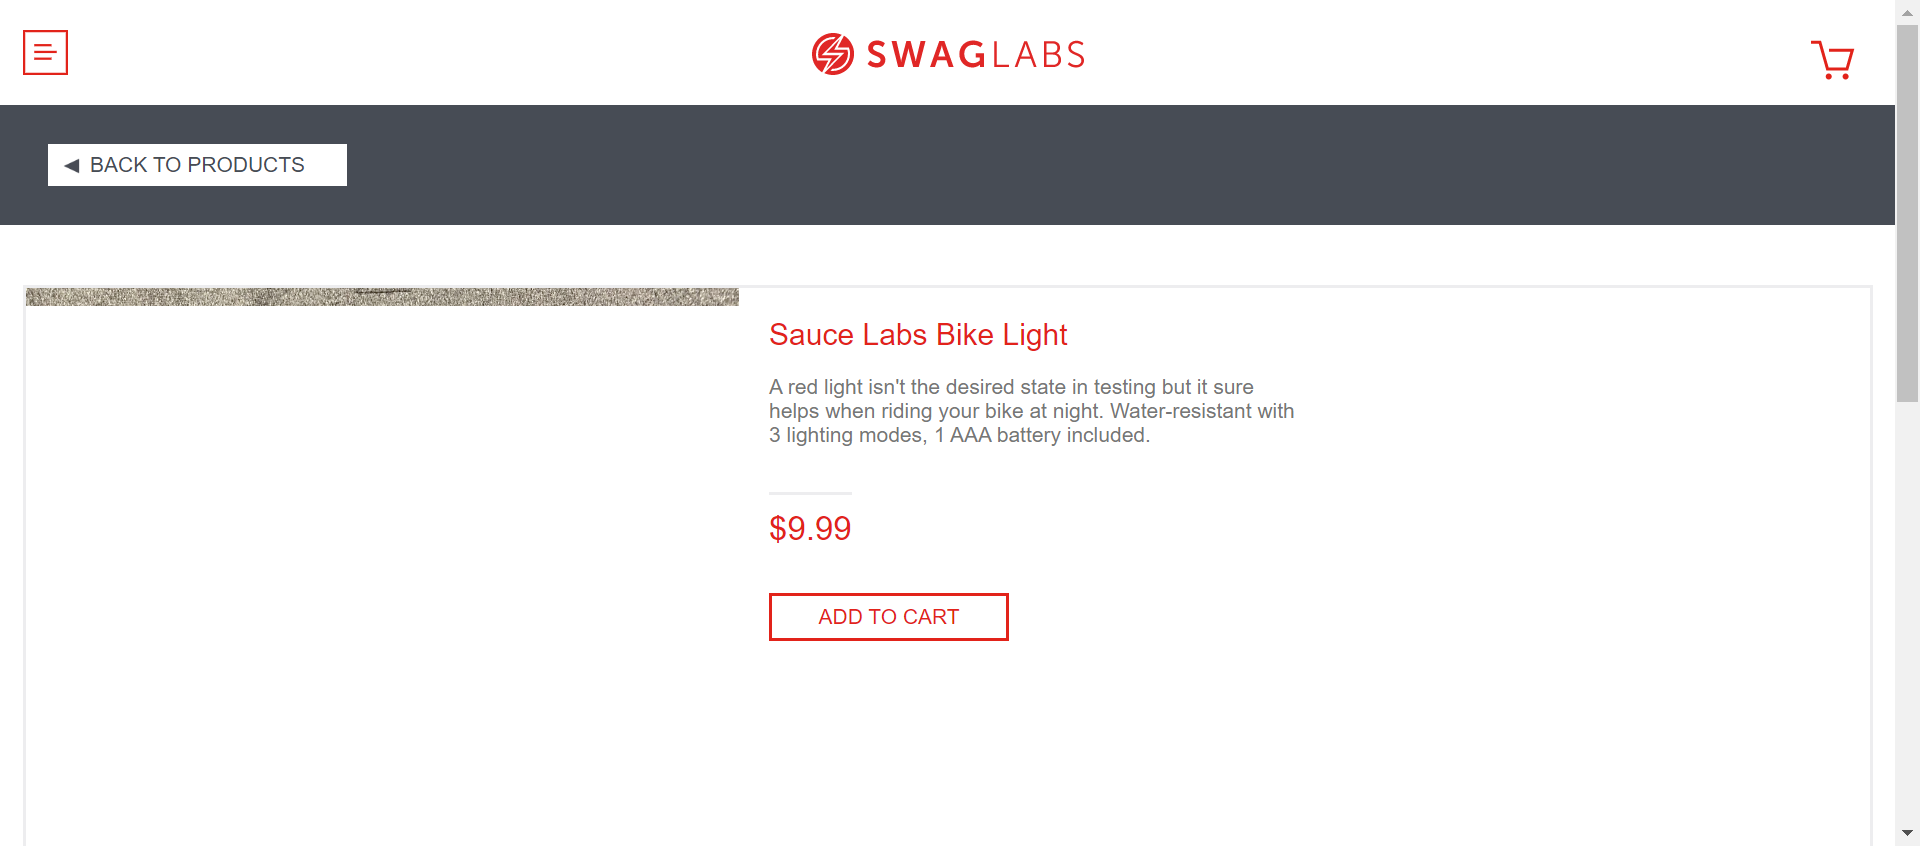 SWAGLABS
BACK TO PRODUCTS
Sauce Labs Bike Light
A red light isn't the desired state in testing but it sure
helps when riding your bike at night. Water-resistant with
3 lighting modes, 1 AAA battery included.
$9.99
ADD TO CART